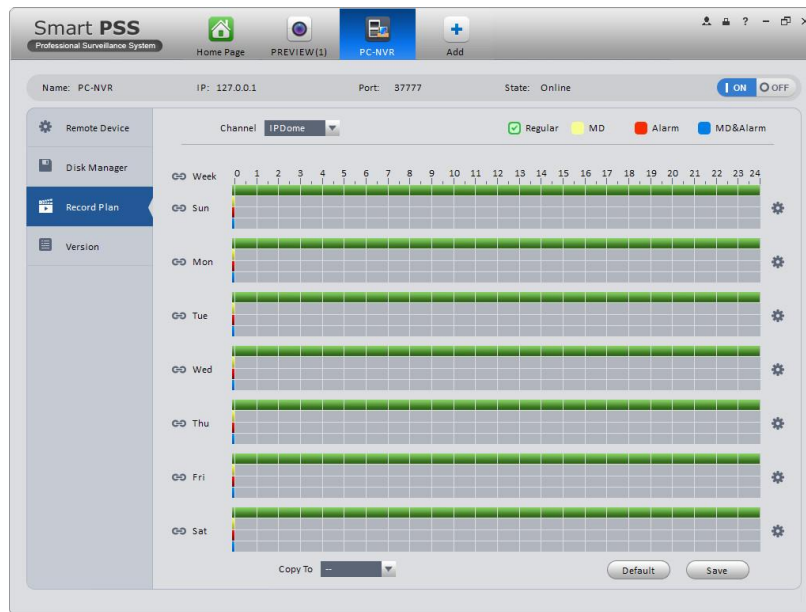 Smart PSS
Professional Surveillance System
Home Page
PREVIEW(1)
PC-NVR
Add
?
Name: PC-NVR
IP: 127.0.0.1
Port: 37777
State: Online
ON
OFF
Remote Device
Disk Manager
Record Plan
Version
Channel IPDome
Regular
MD
Alarm
MD&Alarm
Week 0 1 2 3 4 5 6 7 8 9 10 11 12 13 14 15 16 17 18 19 20 21 22 23 24
Sun
Mon
Tue
Wed
Thu
Fri
Sat
Copy To --
Default
Save